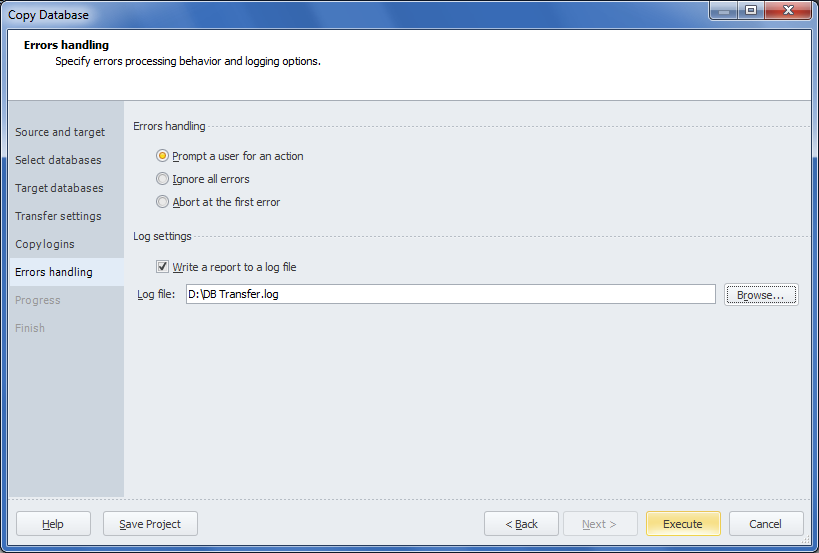 Copy Database
Errors handling
Specify errors processing behavior and logging options.
Source and target
Select databases
Target databases
Transfer settings
Copy logins
Errors handling
Progress
Finish
Errors handling
Prompt a user for an action
Ignore all errors
Abort at the first error
Log settings
Write a report to a log file
Log file: D:\DB Transfer.log Browse...
Help Save Project < Back Next > Execute Cancel